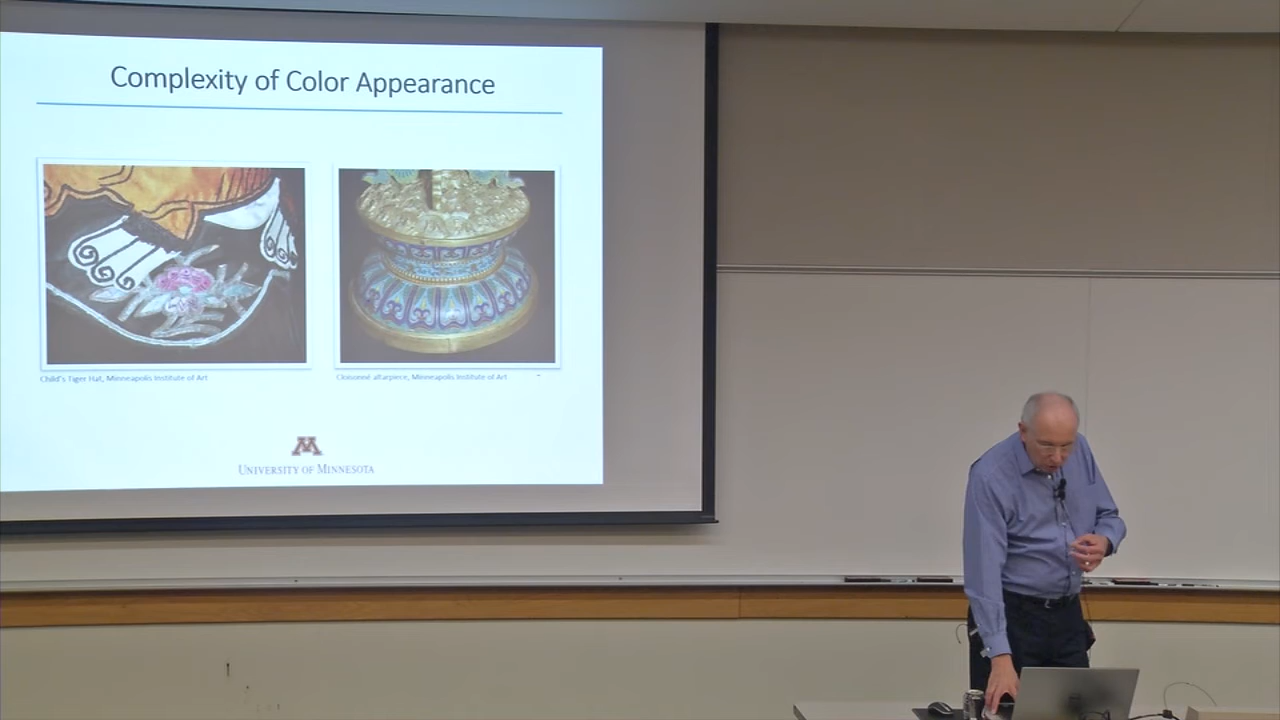 Complexity of Color Appearance
Child's Tiger Hat, Minneapolis Institute of Art
Cloisonné altarpiece, Minneapolis Institute of Art
M
UNIVERSITY OF MINNESOTA